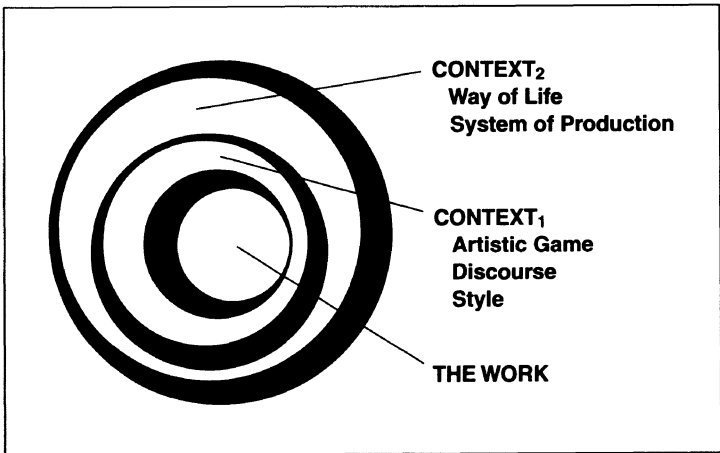 CONTEXT₂
Way of Life
System of Production
CONTEXT₁
Artistic Game
Discourse
Style
THE WORK